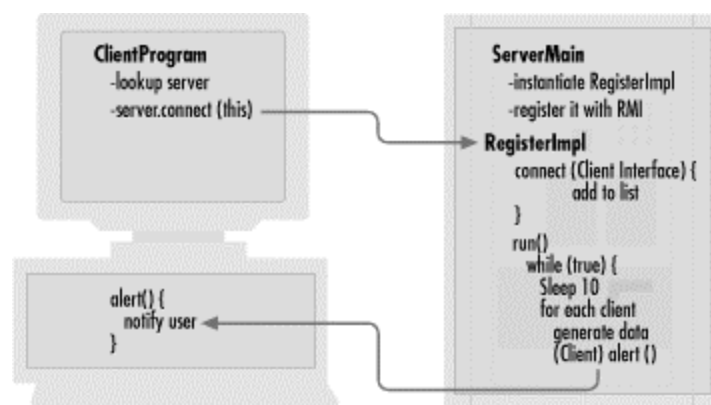 ClientProgram
-lookup server
-server.connect (this)
alert() {
notify user
}
ServerMain
-instantiate RegisterImpl
-register it with RMI
RegisterImpl
connect (Client Interface) {
add to list
}
run()
while (true) {
Sleep 10
for each client
generate data
(Client) alert ()